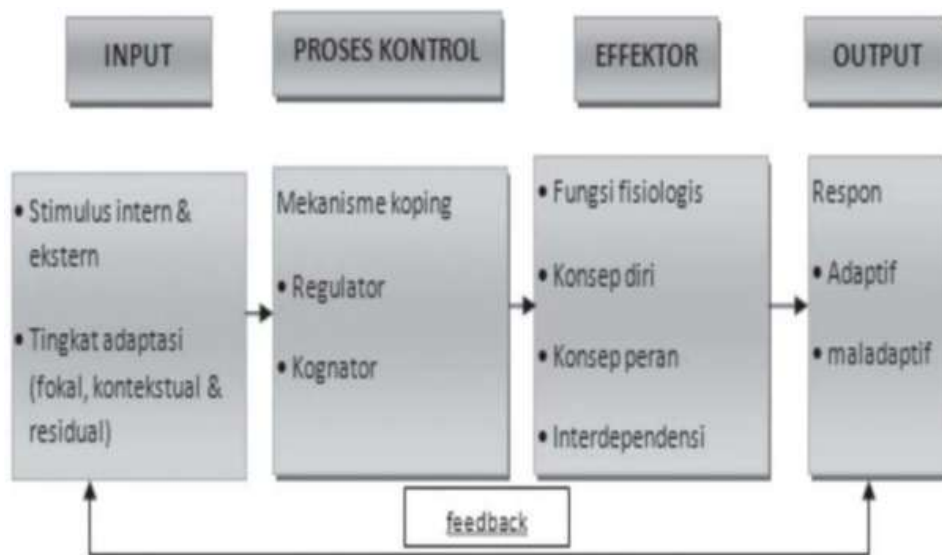 INPUT
PROSES KONTROL
EFFEKTOR
OUTPUT
• Stimulus intern &
ekstern
• Tingkat adaptasi
(fokal, kontekstual &
residual)
Mekanisme koping
• Regulator
• Kognator
• Fungsi fisiologis
• Konsep diri
• Konsep peran
• Interdependensi
Respon
• Adaptif
• maladaptif
feedback